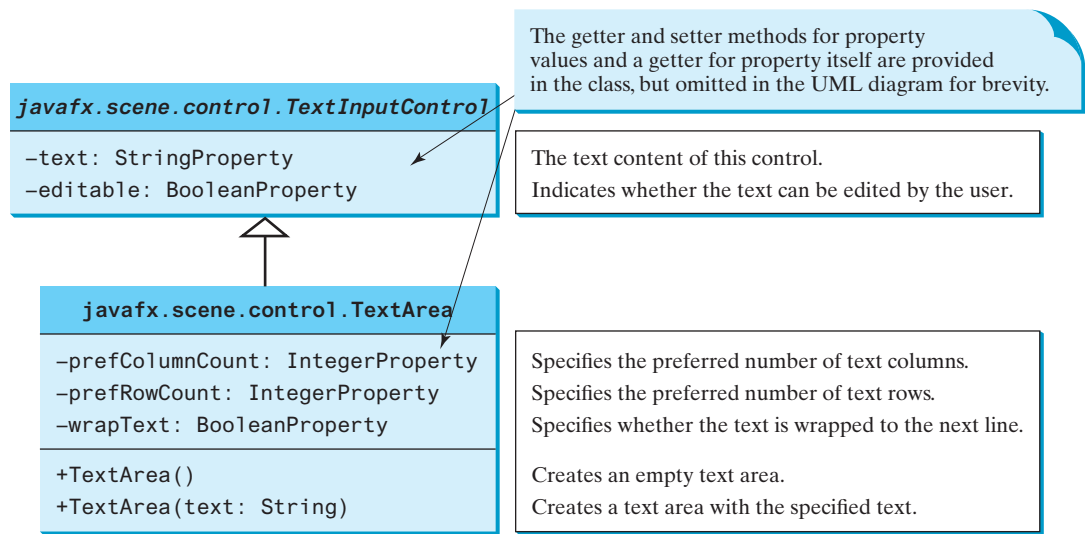 The getter and setter methods for property
values and a getter for property itself are provided
in the class, but omitted in the UML diagram for brevity.
javafx.scene.control.TextInputControl
–text: StringProperty
–editable: BooleanProperty
The text content of this control.
Indicates whether the text can be edited by the user.
javafx.scene.control.TextArea
–prefColumnCount: IntegerProperty
–prefRowCount: IntegerProperty
–wrapText: BooleanProperty
+TextArea()
+TextArea(text: String)
Specifies the preferred number of text columns.
Specifies the preferred number of text rows.
Specifies whether the text is wrapped to the next line.
Creates an empty text area.
Creates a text area with the specified text.